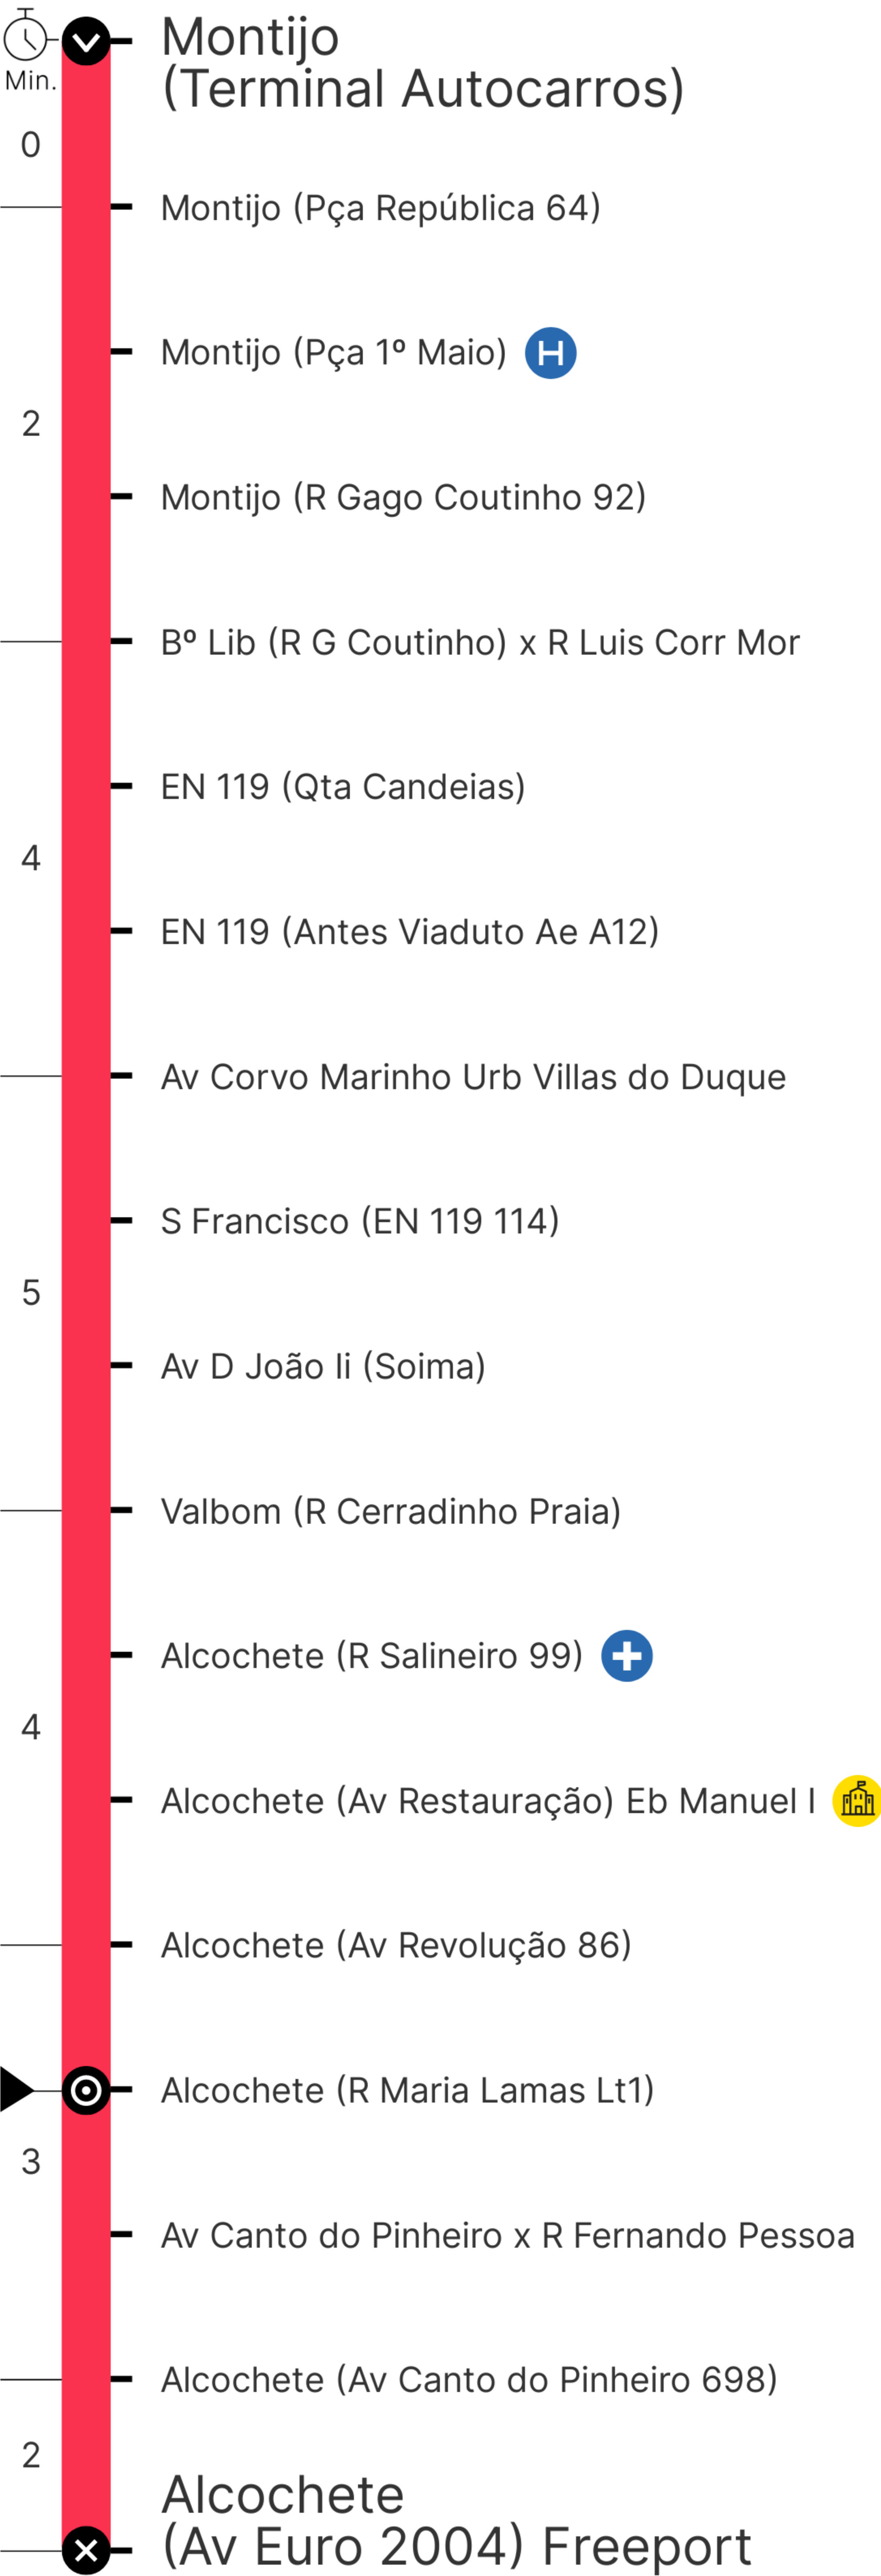 Montijo
(Terminal Autocarros)
Min.
0
Montijo (Pça República 64)
Montijo (Pça 1º Maio) H
2
Montijo (R Gago Coutinho 92)
Bº Lib (R G Coutinho) x R Luis Corr Mor
EN 119 (Qta Candeias)
4
EN 119 (Antes Viaduto Ae A12)
Av Corvo Marinho Urb Villas do Duque
S Francisco (EN 119 114)
5
Av D João Ii (Soima)
Valbom (R Cerradinho Praia)
Alcochete (R Salineiro 99)
4
Alcochete (Av Restauração) Eb Manuel I
Alcochete (Av Revolução 86)
Alcochete (R Maria Lamas Lt1)
3
Av Canto do Pinheiro x R Fernando Pessoa
Alcochete (Av Canto do Pinheiro 698)
2
Alcochete
(Av Euro 2004) Freeport